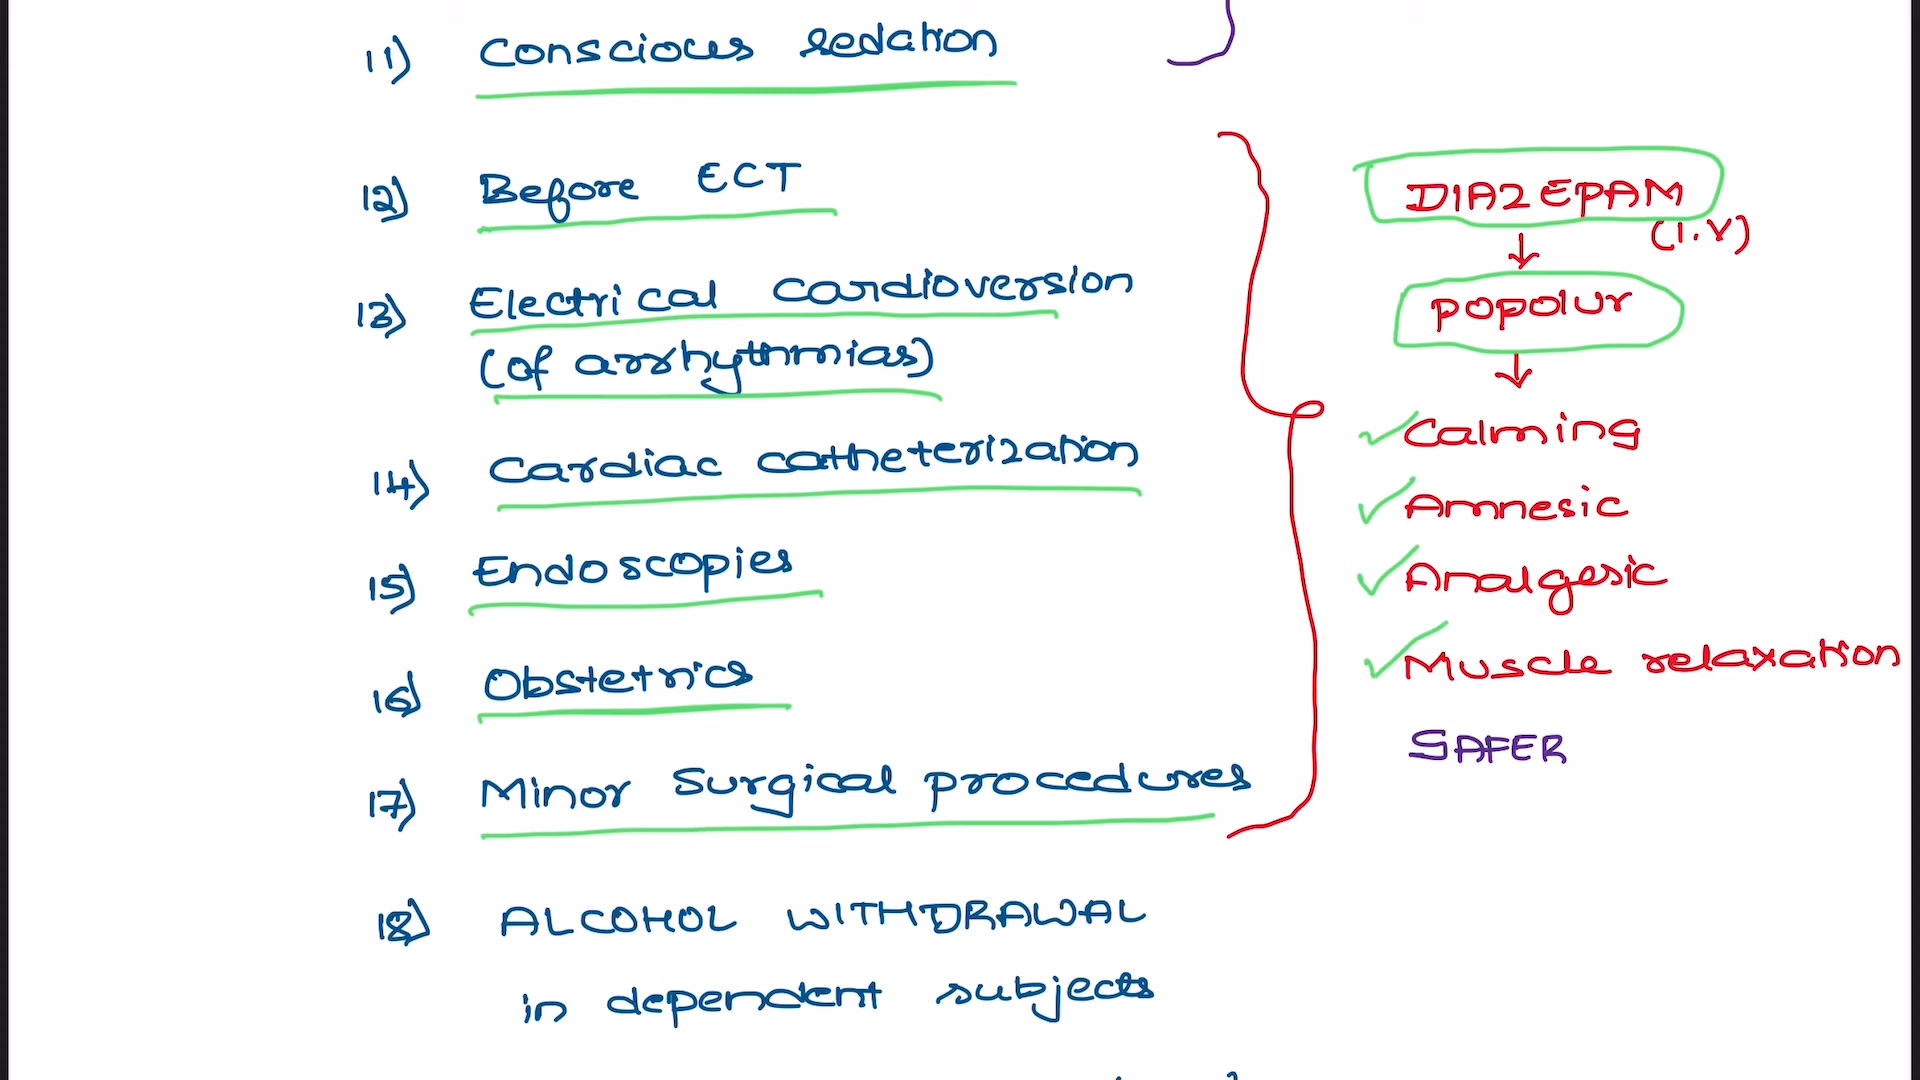 11) Conscious sedation
12) Before ECT
13) Electrical cardioversion
(of arrhythmias)
14) Cardiac catheterization
15) Endoscopies
16) Obstetrics
17) Minor Surgical procedures
18) ALCOHOL WITHDRAWAL
in dependent subjects
DIAZEPAM
(I.V)
↓
popolur
↓
✓ Calming
✓ Amnesic
✓ Analgesic
✓ Muscle relaxation
SAFER